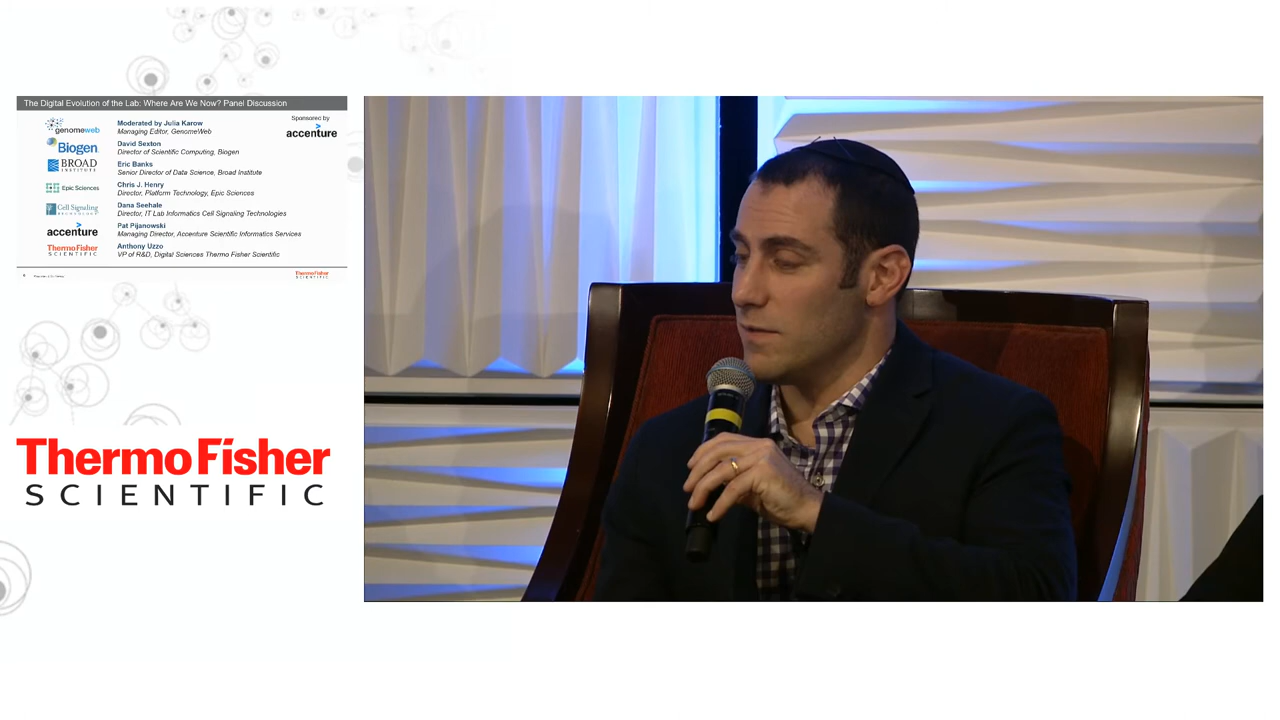 The Digital Evolution of the Lab: Where Are We Now? Panel Discussion
Sponsored by
accenture
genomeweb
Moderated by Julia Karow
Managing Editor, GenomeWeb
Biogen
David Sexton
Director of Scientific Computing, Biogen
BROAD
INSTITUTE
Eric Banks
Senior Director of Data Science, Broad Institute
Epic Sciences
Chris J. Henry
Director, Platform Technology, Epic Sciences
Cell Signaling
TECHNOLOGY
Dana Seehale
Director, IT Lab Informatics Cell Signaling Technologies
accenture
Pat Pijanowski
Managing Director, Accenture Scientific Informatics Services
ThermoFisher
SCIENTIFIC
Anthony Uzzo
VP of R&D, Digital Sciences Thermo Fisher Scientific
ThermoFisher
SCIENTIFIC
ThermoFisher
SCIENTIFIC